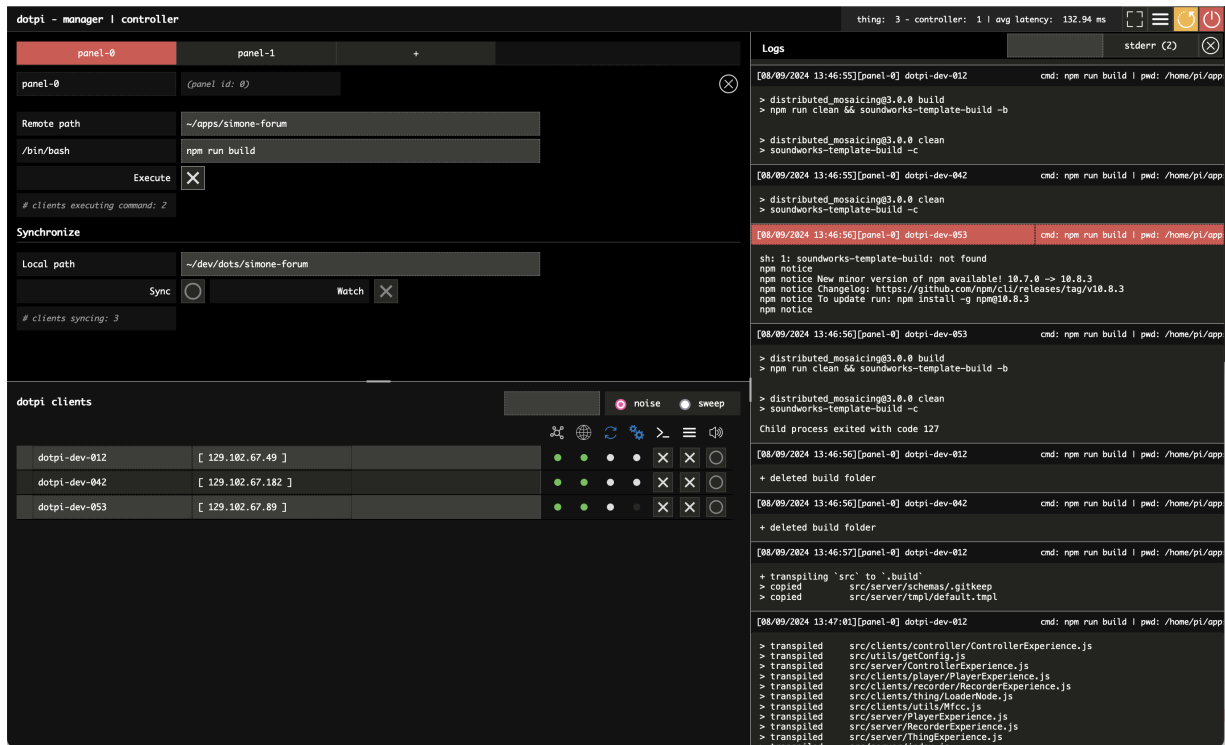 dotpi - manager | controller
thing: 3 - controller: 1 | avg latency: 132.94 ms
panel-0
panel-1
+
panel-0
(panel id: 0)
Remote path
~/apps/simone-forum
/bin/bash
npm run build
Execute
# clients executing command: 2
Synchronize
Local path
~/dev/dots/simone-forum
Sync
Watch
# clients syncing: 3
dotpi clients
noise
sweep
dotpi-dev-012 [ 129.102.67.49 ]
dotpi-dev-042 [ 129.102.67.182 ]
dotpi-dev-053 [ 129.102.67.89 ]
Logs
stderr (2)
[08/09/2024 13:46:55][panel-0] dotpi-dev-012 cmd: npm run build | pwd: /home/pi/app
> distributed_mosaicing@3.0.0 build
> npm run clean && soundworks-template-build -b
> distributed_mosaicing@3.0.0 clean
> soundworks-template-build -c
[08/09/2024 13:46:55][panel-0] dotpi-dev-042 cmd: npm run build | pwd: /home/pi/app
> distributed_mosaicing@3.0.0 clean
> soundworks-template-build -c
[08/09/2024 13:46:56][panel-0] dotpi-dev-053 cmd: npm run build | pwd: /home/pi/app
sh: 1: soundworks-template-build: not found
npm notice
npm notice New minor version of npm available! 10.7.0 -> 10.8.3
npm notice Changelog: https://github.com/npm/cli/releases/tag/v10.8.3
npm notice To update run: npm install -g npm@10.8.3
npm notice
[08/09/2024 13:46:56][panel-0] dotpi-dev-053 cmd: npm run build | pwd: /home/pi/app
> distributed_mosaicing@3.0.0 build
> npm run clean && soundworks-template-build -b
> distributed_mosaicing@3.0.0 clean
> soundworks-template-build -c
Child process exited with code 127
[08/09/2024 13:46:56][panel-0] dotpi-dev-012 cmd: npm run build | pwd: /home/pi/app
+ deleted build folder
[08/09/2024 13:46:56][panel-0] dotpi-dev-042 cmd: npm run build | pwd: /home/pi/app
+ deleted build folder
[08/09/2024 13:46:57][panel-0] dotpi-dev-012 cmd: npm run build | pwd: /home/pi/app
+ transpiling `src` to `.build`
> copied src/server/schemas/.gitkeep
> copied src/server/tmpl/default.tmpl
[08/09/2024 13:47:01][panel-0] dotpi-dev-012 cmd: npm run build | pwd: /home/pi/app
> transpiled src/clients/controller/ControllerExperience.js
> transpiled src/utils/getConfig.js
> transpiled src/server/ControllerExperience.js
> transpiled src/clients/player/PlayerExperience.js
> transpiled src/clients/recorder/RecorderExperience.js
> transpiled src/clients/thing/LoaderNode.js
> transpiled src/clients/utils/Mfcc.js
> transpiled src/server/PlayerExperience.js
> transpiled src/server/RecorderExperience.js
> transpiled src/server/ThingExperience.js